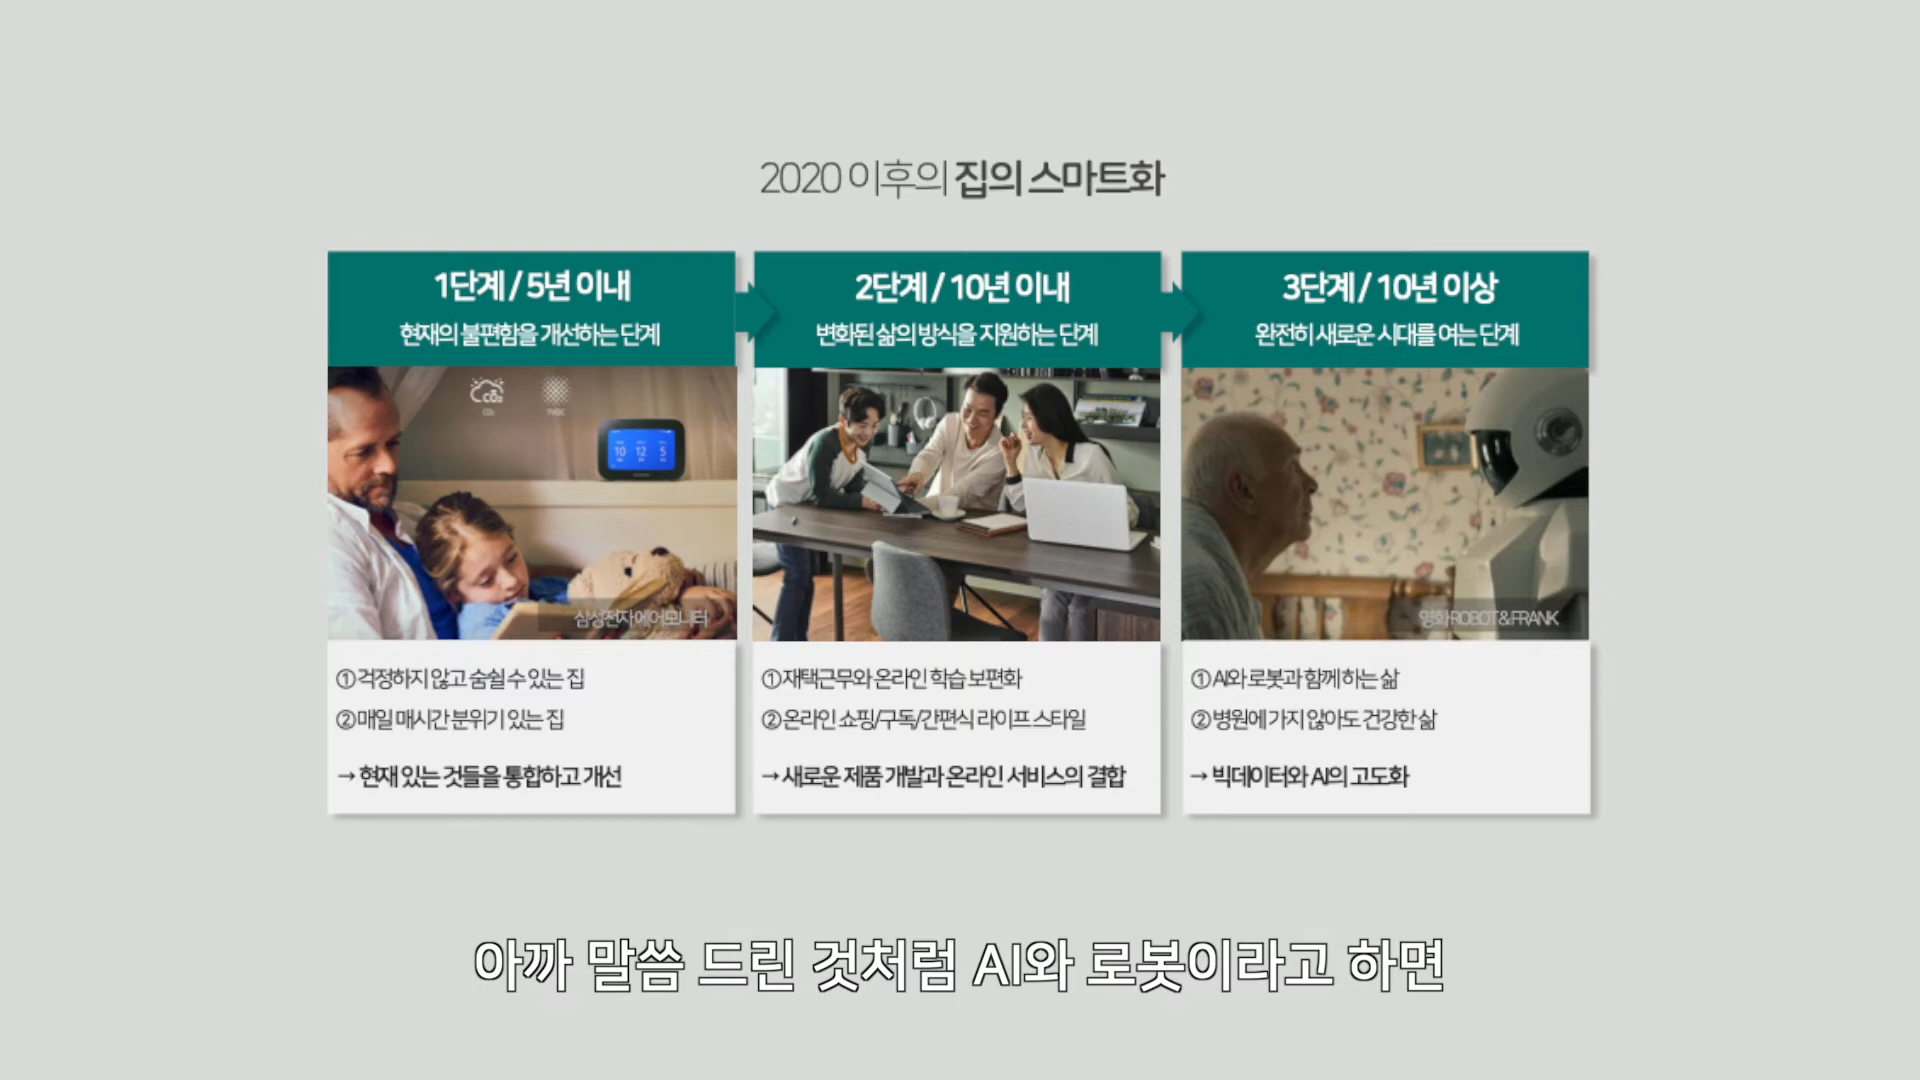 2020 이후의 집의 스마트화
1단계 / 5년 이내
현재의 불편함을 개선하는 단계
CO₂
CO₂
TVOC
10 12 5
삼성전자 에어모니터
① 걱정하지 않고 숨쉴 수 있는 집
② 매일 매시간 분위기 있는 집
→ 현재 있는 것들을 통합하고 개선
2단계 / 10년 이내
변화된 삶의 방식을 지원하는 단계
① 재택근무와 온라인 학습 보편화
② 온라인 쇼핑/구독/간편식 라이프 스타일
→ 새로운 제품 개발과 온라인 서비스의 결합
3단계 / 10년 이상
완전히 새로운 시대를 여는 단계
영화 ROBOT & FRANK
① AI와 로봇과 함께 하는 삶
② 병원에 가지 않아도 건강한 삶
→ 빅데이터와 AI의 고도화
아까 말씀 드린 것처럼 AI와 로봇이라고 하면